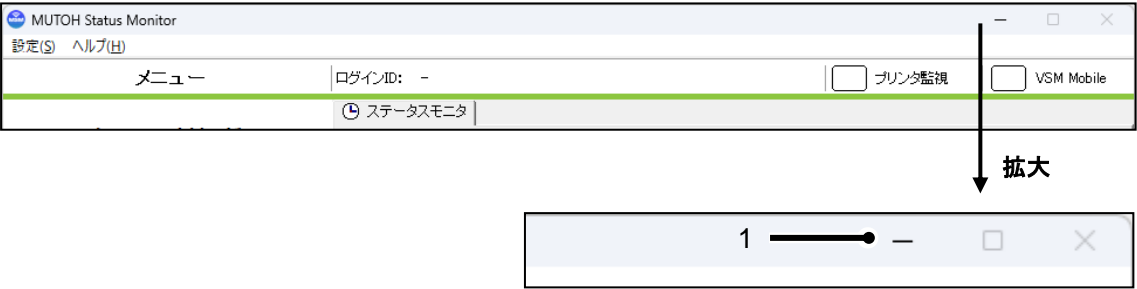 MUTOH Status Monitor
設定(S) ヘルプ(H)
メニュー ログインID: - プリンタ監視 VSM Mobile
ステータスモニタ
拡大
1